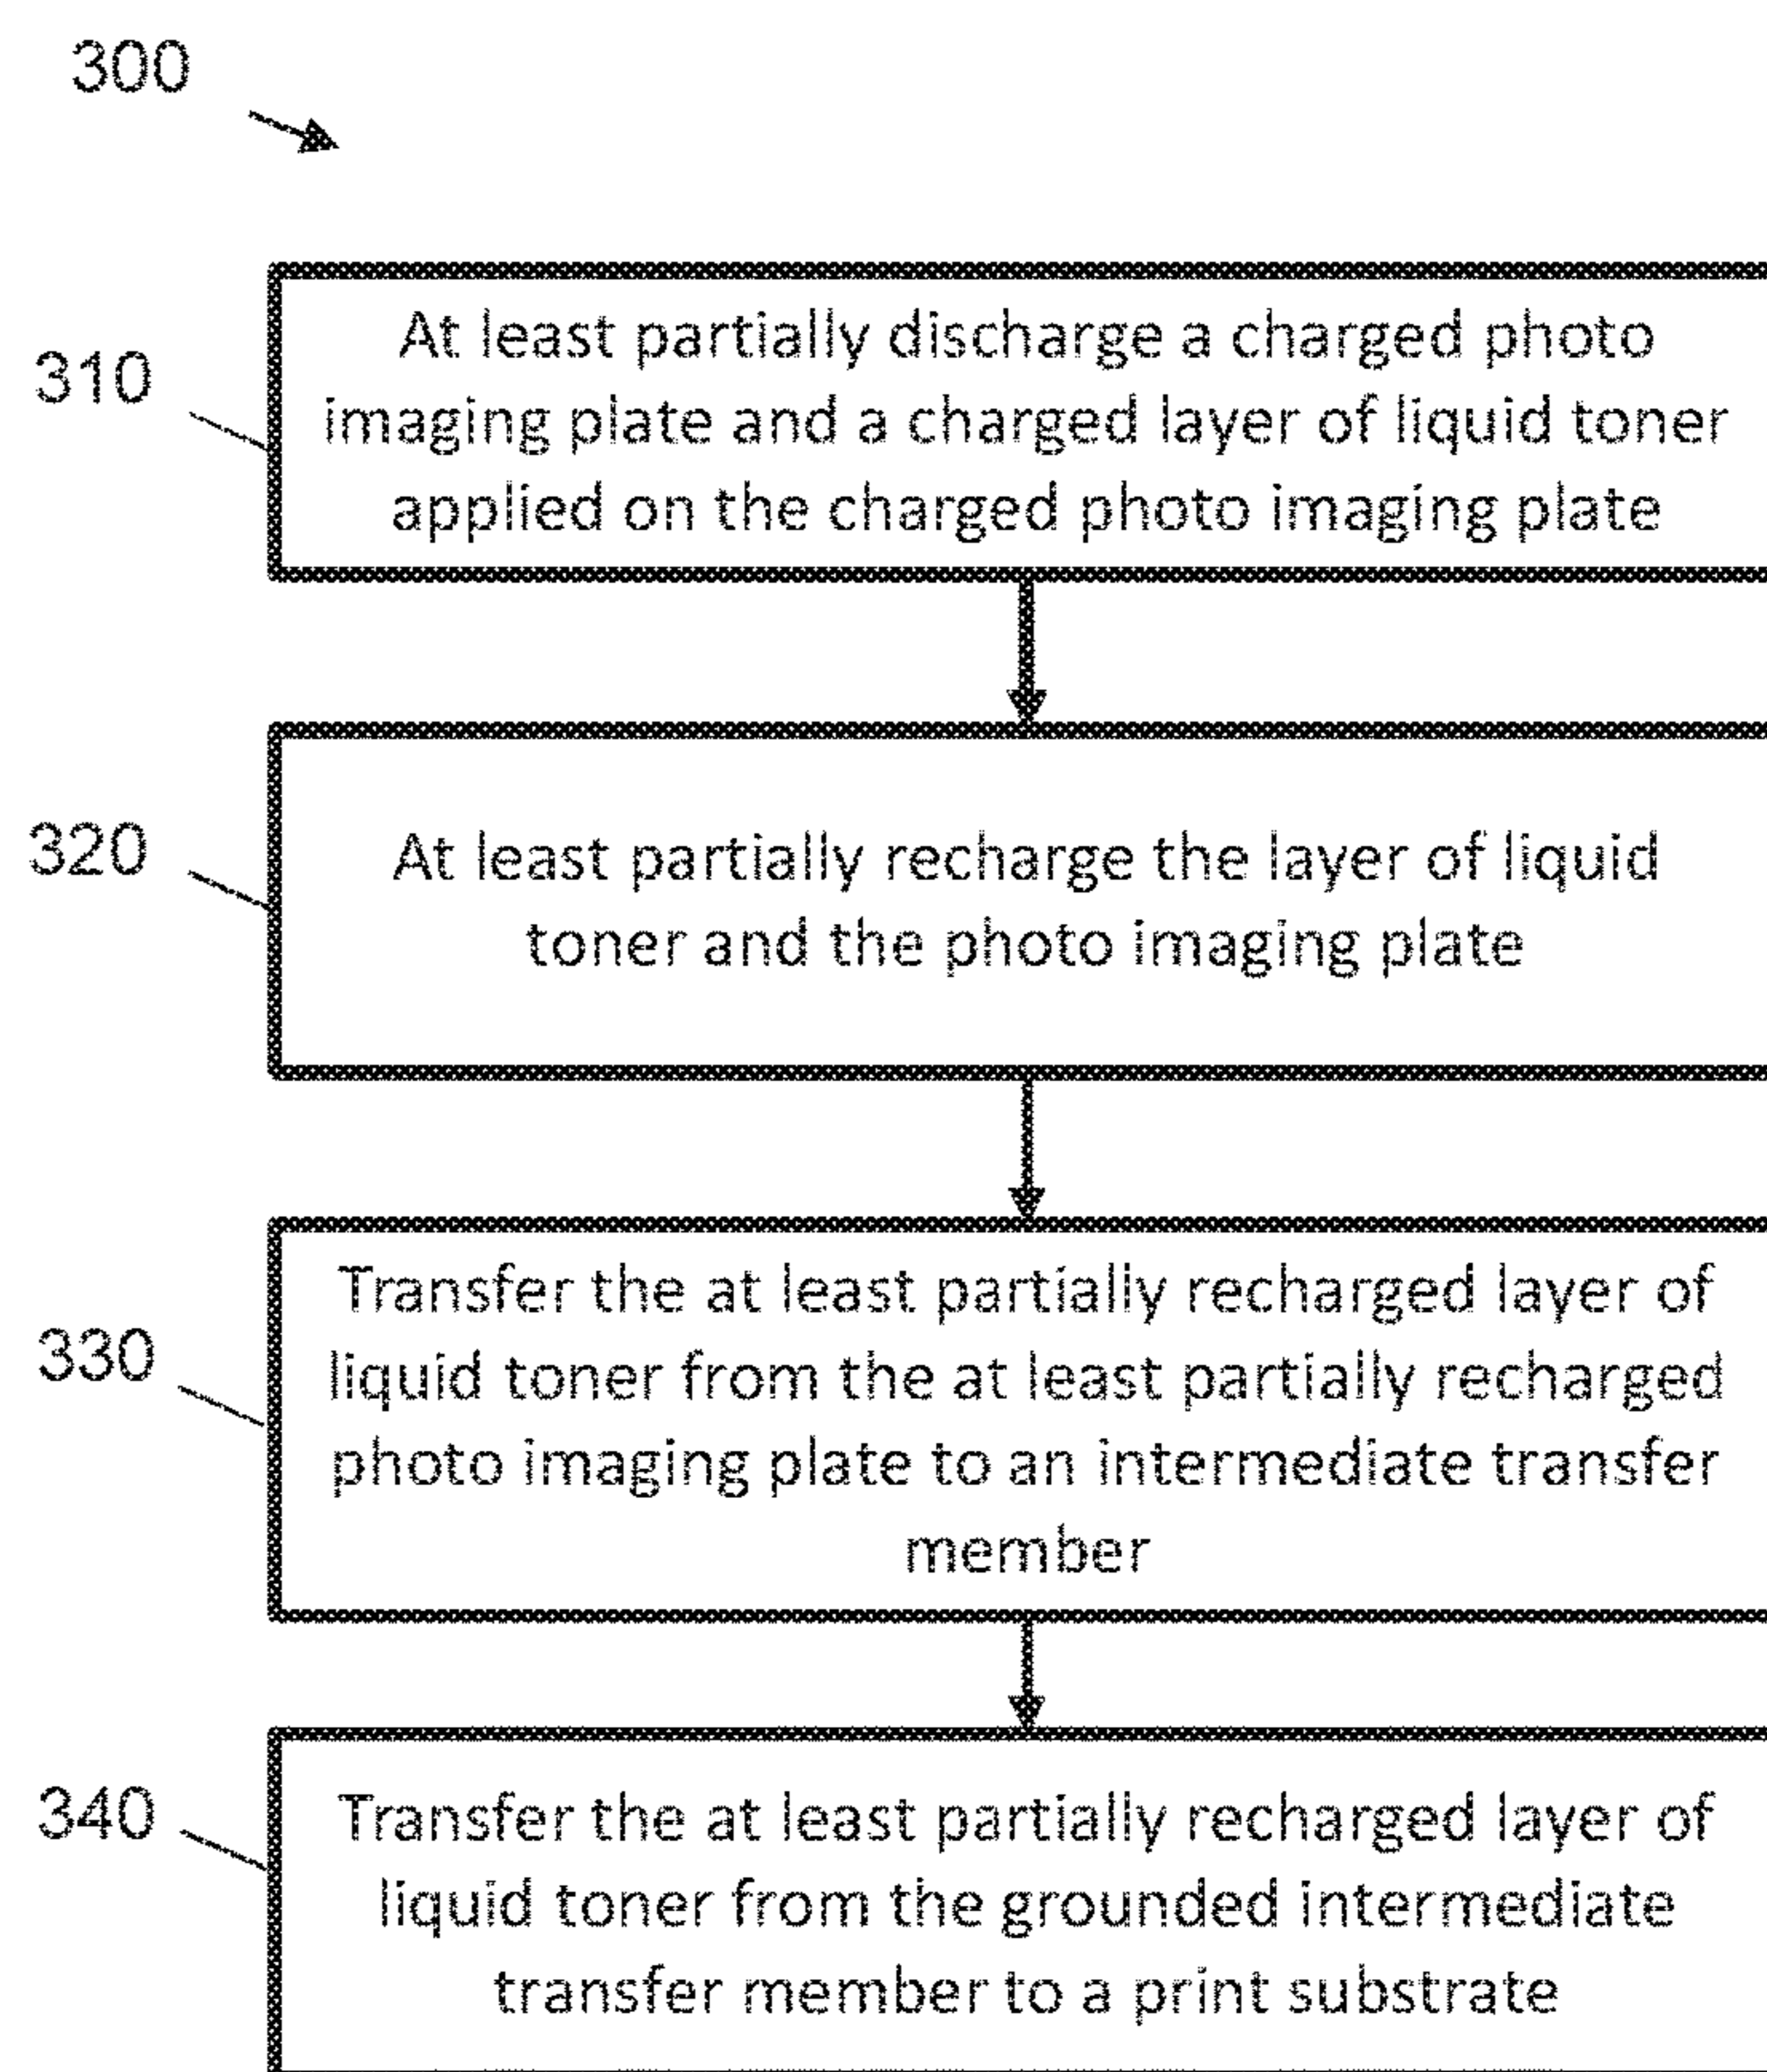 300
310
At least partially discharge a charged photo
imaging plate and a charged layer of liquid toner
applied on the charged photo imaging plate
320
At least partially recharge the layer of liquid
toner and the photo imaging plate
330
Transfer the at least partially recharged layer of
liquid toner from the at least partially recharged
photo imaging plate to an intermediate transfer
member
340
Transfer the at least partially recharged layer of
liquid toner from the grounded intermediate
transfer member to a print substrate